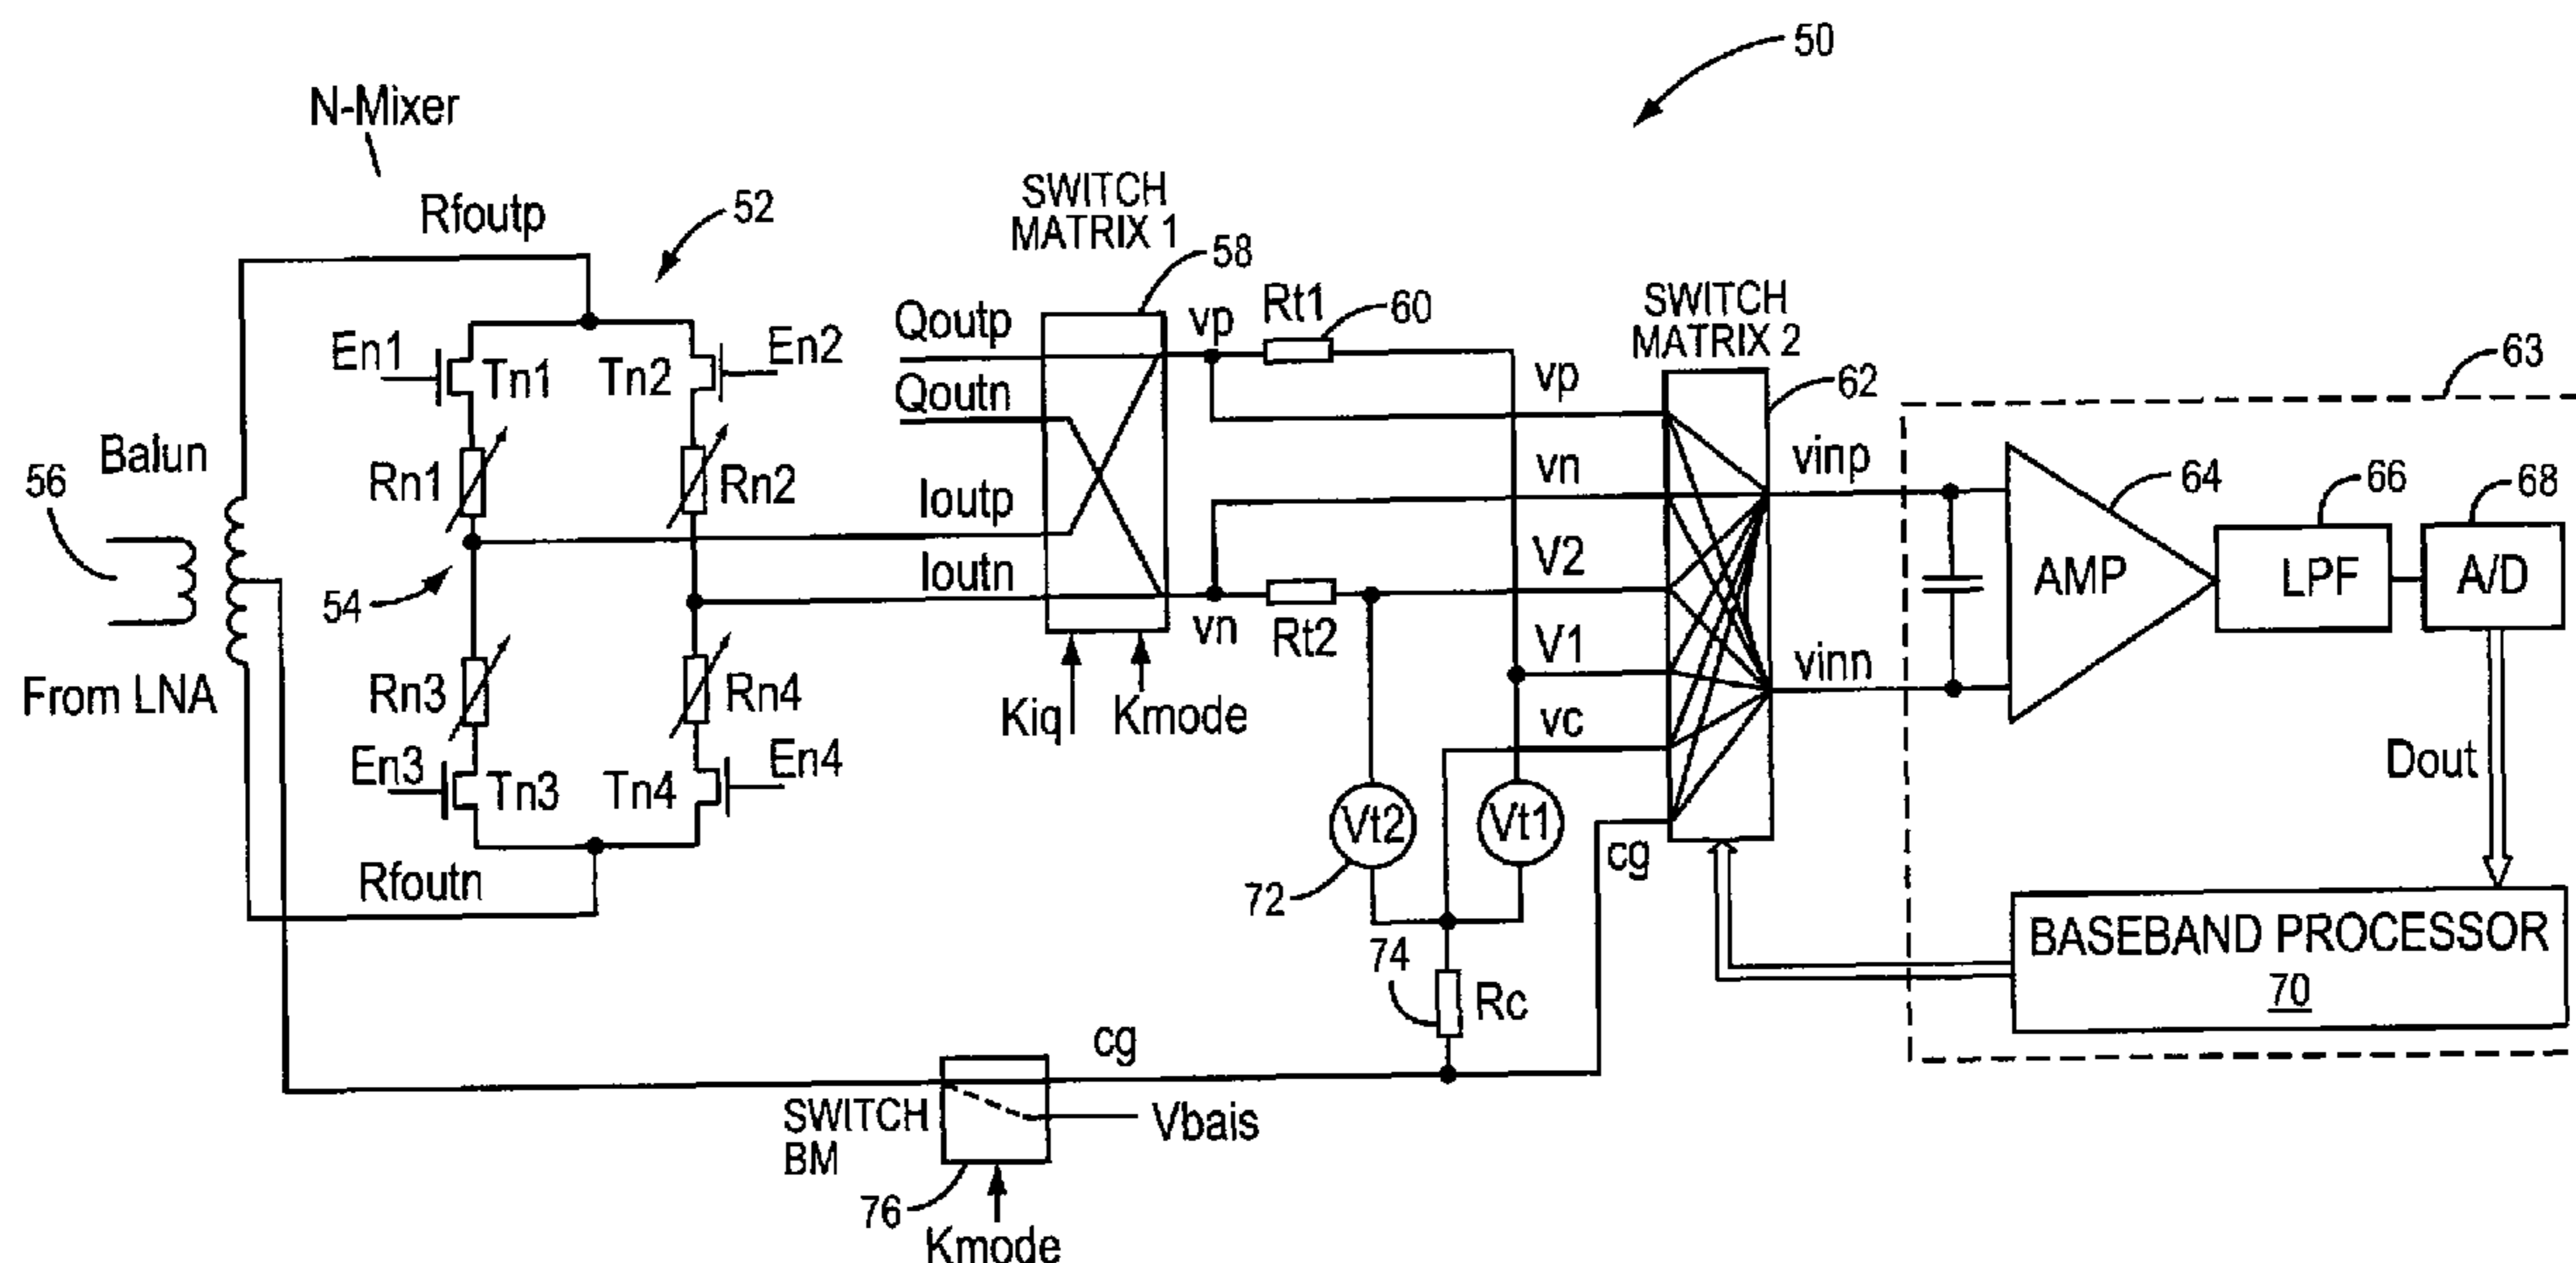 50
N-Mixer
Rfoutp
52
SWITCH
MATRIX 1
58
Qoutp
Qoutn
vp
Rt1
60
SWITCH
MATRIX 2
62
63
En1
Tn1
Tn2
En2
vp
vn
vinp
64
66
68
Balun
56
Rn1
Rn2
Ioutp
Ioutn
54
V2
V1
vc
AMP
LPF
A/D
From LNA
Rn3
Rn4
vn
Rt2
vinn
Kiq
Kmode
En3
Tn3
Tn4
En4
Vt2
Vt1
cg
Dout
Rfoutn
72
74
Rc
BASEBAND PROCESSOR
70
cg
SWITCH
BM
Vbais
76
Kmode